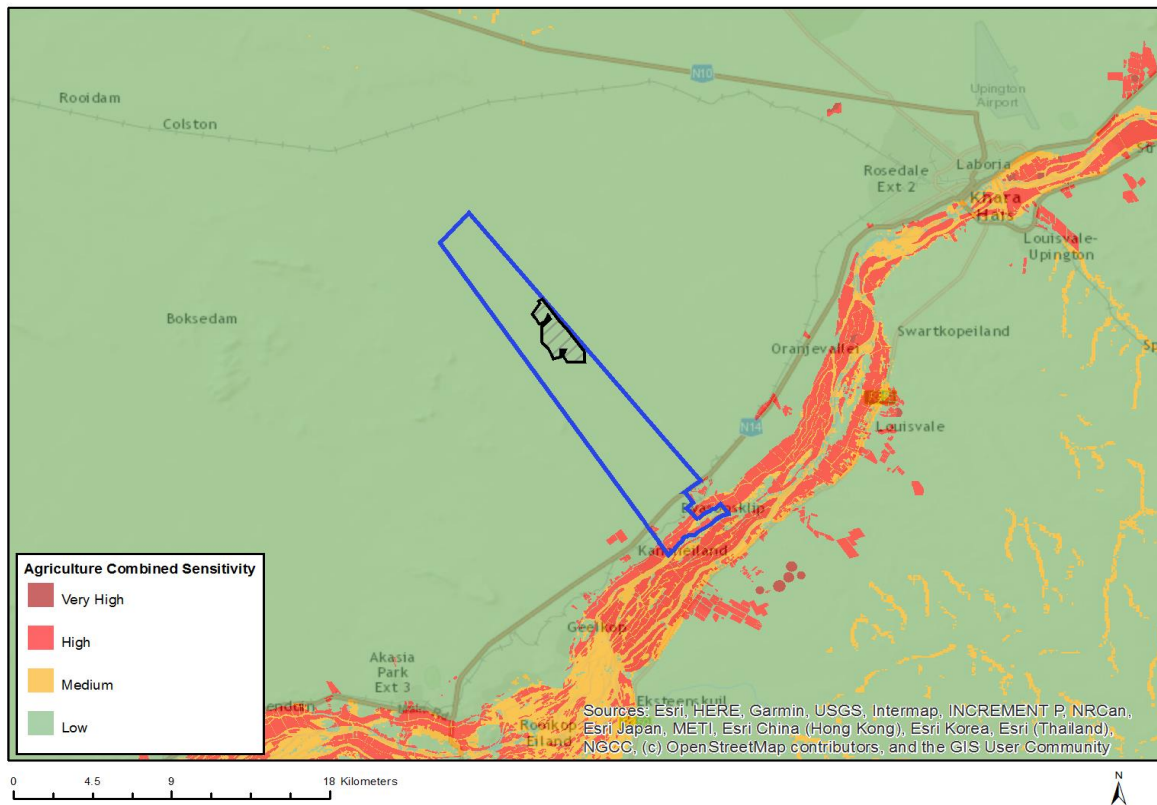 N10
Upington
Airport
Rooidam
Colston
Laboria
Rosedale
Ext 2
Khara
Hais
Louisvale-
Upington
Boksedam
Swartkopeiland
Oranjevallei
N14
Louisvale
Kanoneiland
Geelkop
Akasia
Park
Ext 3
Eksteenskuil
Rooikop
Eiland
Agriculture Combined Sensitivity
Very High
High
Medium
Low
Sources: Esri, HERE, Garmin, USGS, Intermap, INCREMENT P, NRCan,
Esri Japan, METI, Esri China (Hong Kong), Esri Korea, Esri (Thailand),
NGCC, (c) OpenStreetMap contributors, and the GIS User Community
0 4.5 9 18 Kilometers
N